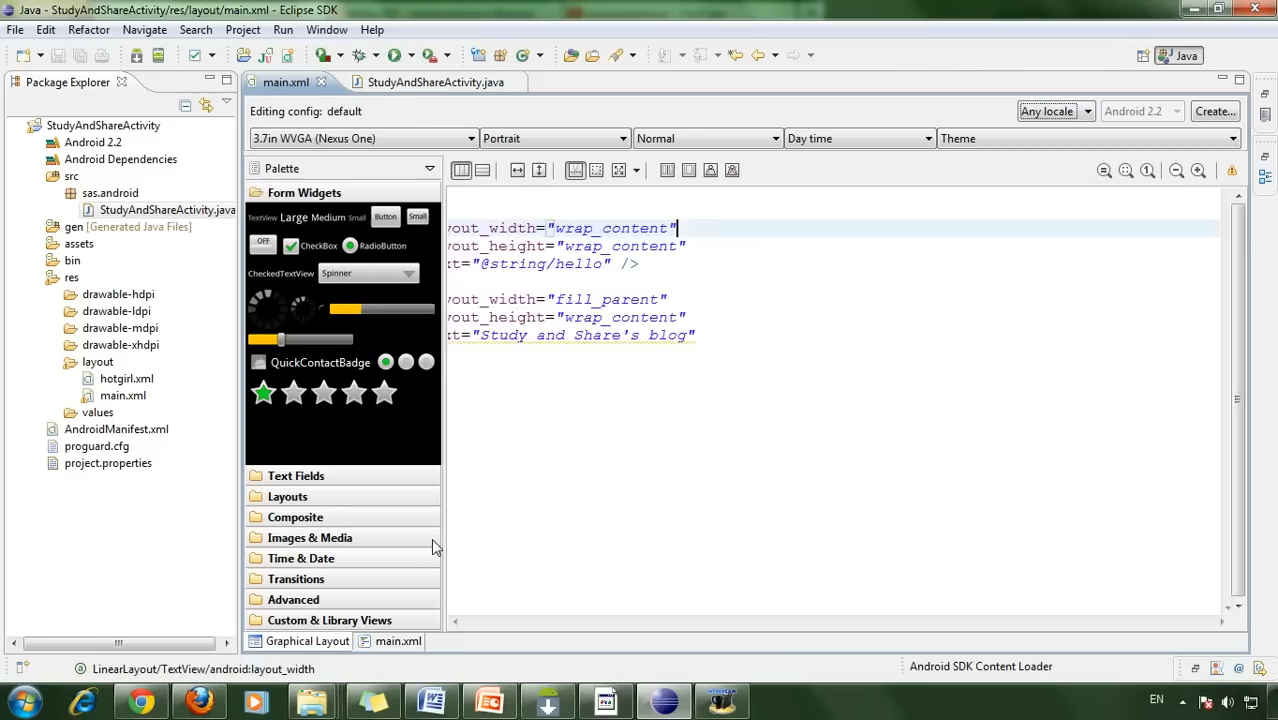 Java - StudyAndShareActivity/res/layout/main.xml - Eclipse SDK
File Edit Refactor Navigate Search Project Run Window Help
Java
Package Explorer
main.xml
StudyAndShareActivity.java
StudyAndShareActivity
Android 2.2
Android Dependencies
src
sas.android
StudyAndShareActivity.java
gen [Generated Java Files]
assets
bin
res
drawable-hdpi
drawable-ldpi
drawable-mdpi
drawable-xhdpi
layout
hotgirl.xml
main.xml
values
AndroidManifest.xml
proguard.cfg
project.properties
Editing config: default
Any locale Android 2.2 Create...
3.7in WVGA (Nexus One) Portrait Normal Day time Theme
Palette
Form Widgets
TextView Large Medium Small Button Small
OFF CheckBox RadioButton
CheckedTextView Spinner
QuickContactBadge
Text Fields
Layouts
Composite
Images & Media
Time & Date
Transitions
Advanced
Custom & Library Views
yout_width="wrap_content"
yout_height="wrap_content"
xt="@string/hello" />
yout_width="fill_parent"
yout_height="wrap_content"
xt="Study and Share's blog"
Graphical Layout main.xml
LinearLayout/TextView/android:layout_width
Android SDK Content Loader
EN
HYPERCAM